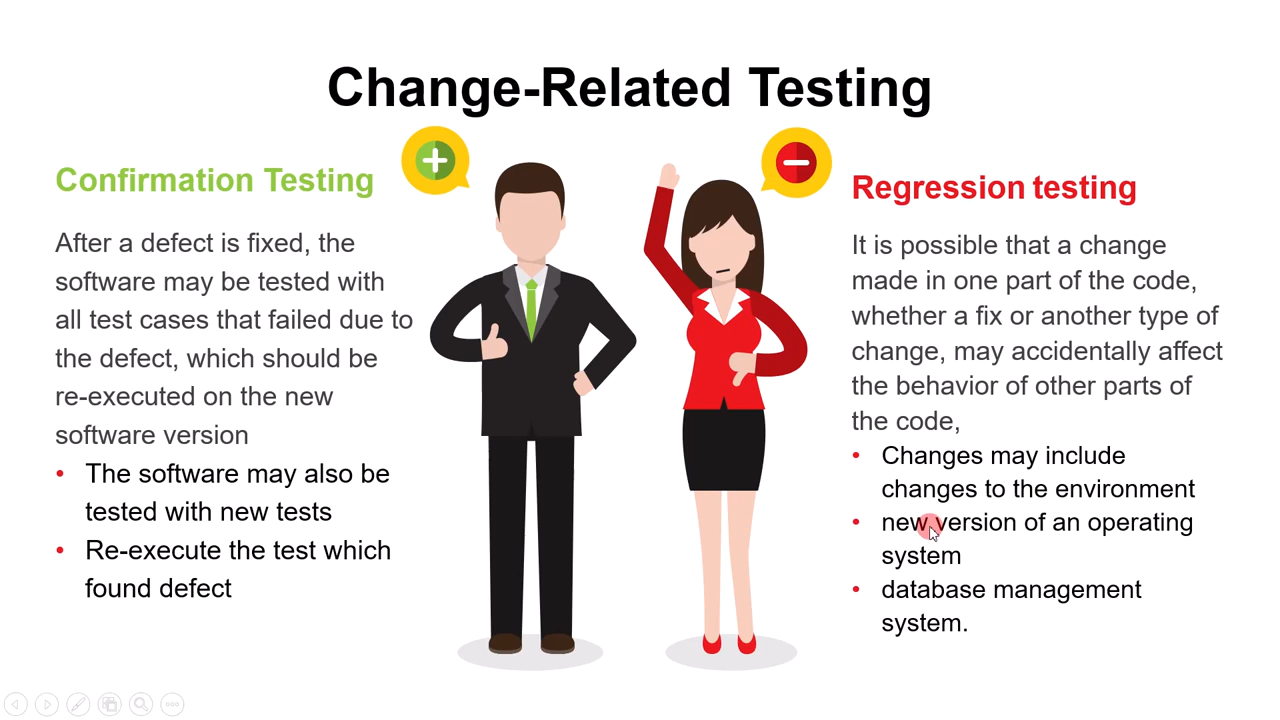 Change-Related Testing
Confirmation Testing
After a defect is fixed, the
software may be tested with
all test cases that failed due to
the defect, which should be
re-executed on the new
software version
• The software may also be
tested with new tests
• Re-execute the test which
found defect
Regression testing
It is possible that a change
made in one part of the code,
whether a fix or another type of
change, may accidentally affect
the behavior of other parts of
the code,
• Changes may include
changes to the environment
• new version of an operating
system
• database management
system.